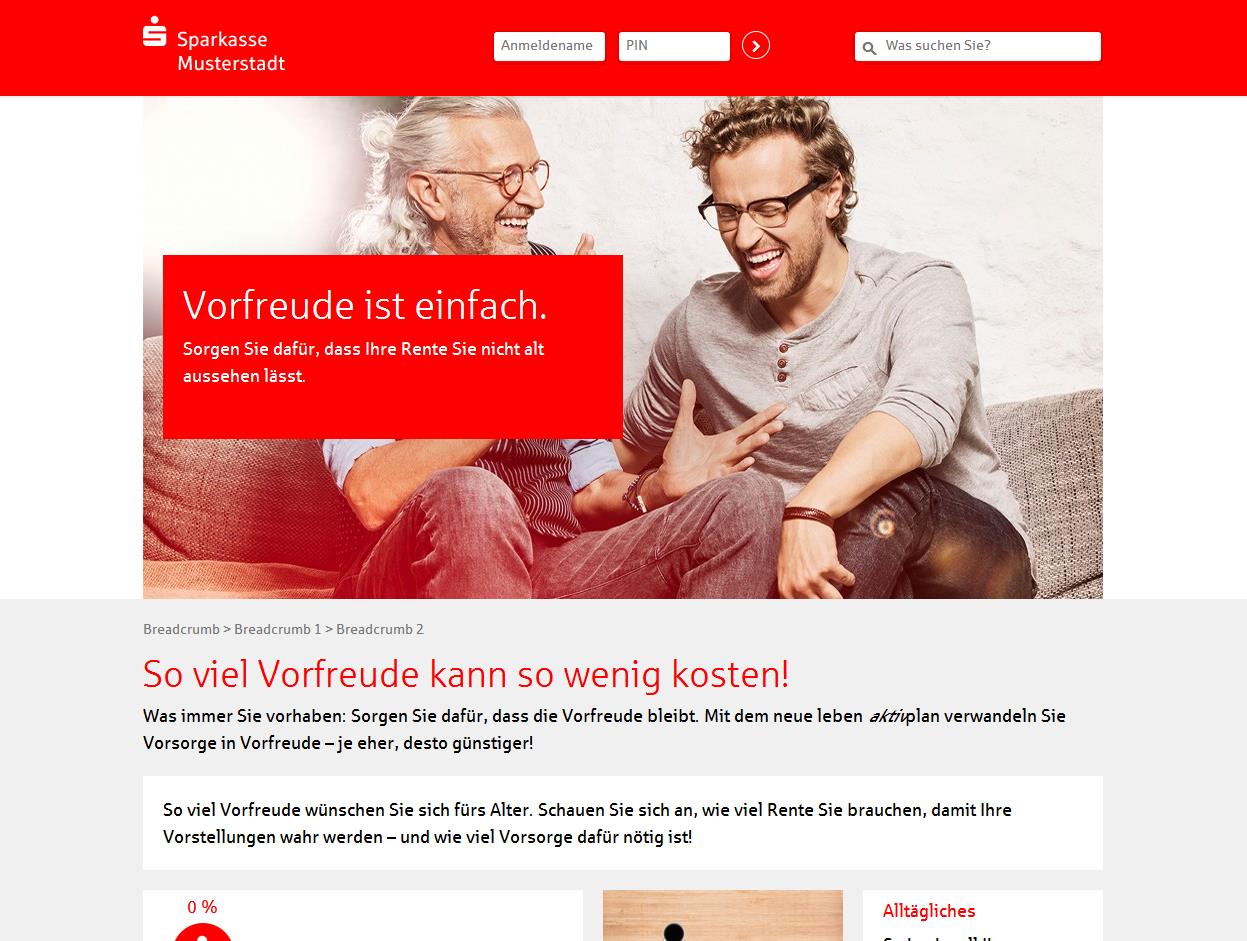 Sparkasse
Musterstadt
Anmeldename
PIN
Was suchen Sie?
Vorfreude ist einfach.
Sorgen Sie dafür, dass Ihre Rente Sie nicht alt
aussehen lässt.
Breadcrumb > Breadcrumb 1 > Breadcrumb 2
So viel Vorfreude kann so wenig kosten!
Was immer Sie vorhaben: Sorgen Sie dafür, dass die Vorfreude bleibt. Mit dem neue leben aktivplan verwandeln Sie
Vorsorge in Vorfreude – je eher, desto günstiger!
So viel Vorfreude wünschen Sie sich fürs Alter. Schauen Sie sich an, wie viel Rente Sie brauchen, damit Ihre
Vorstellungen wahr werden – und wie viel Vorsorge dafür nötig ist!
0 %
Alltägliches